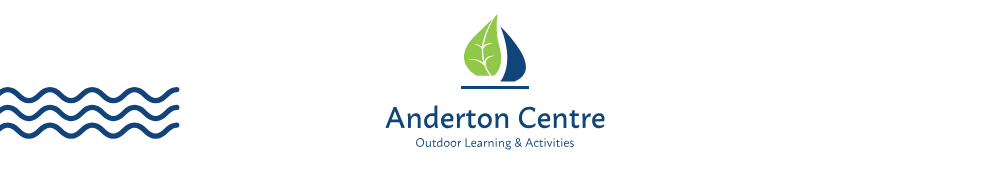 Anderton Centre
Outdoor Learning & Activities